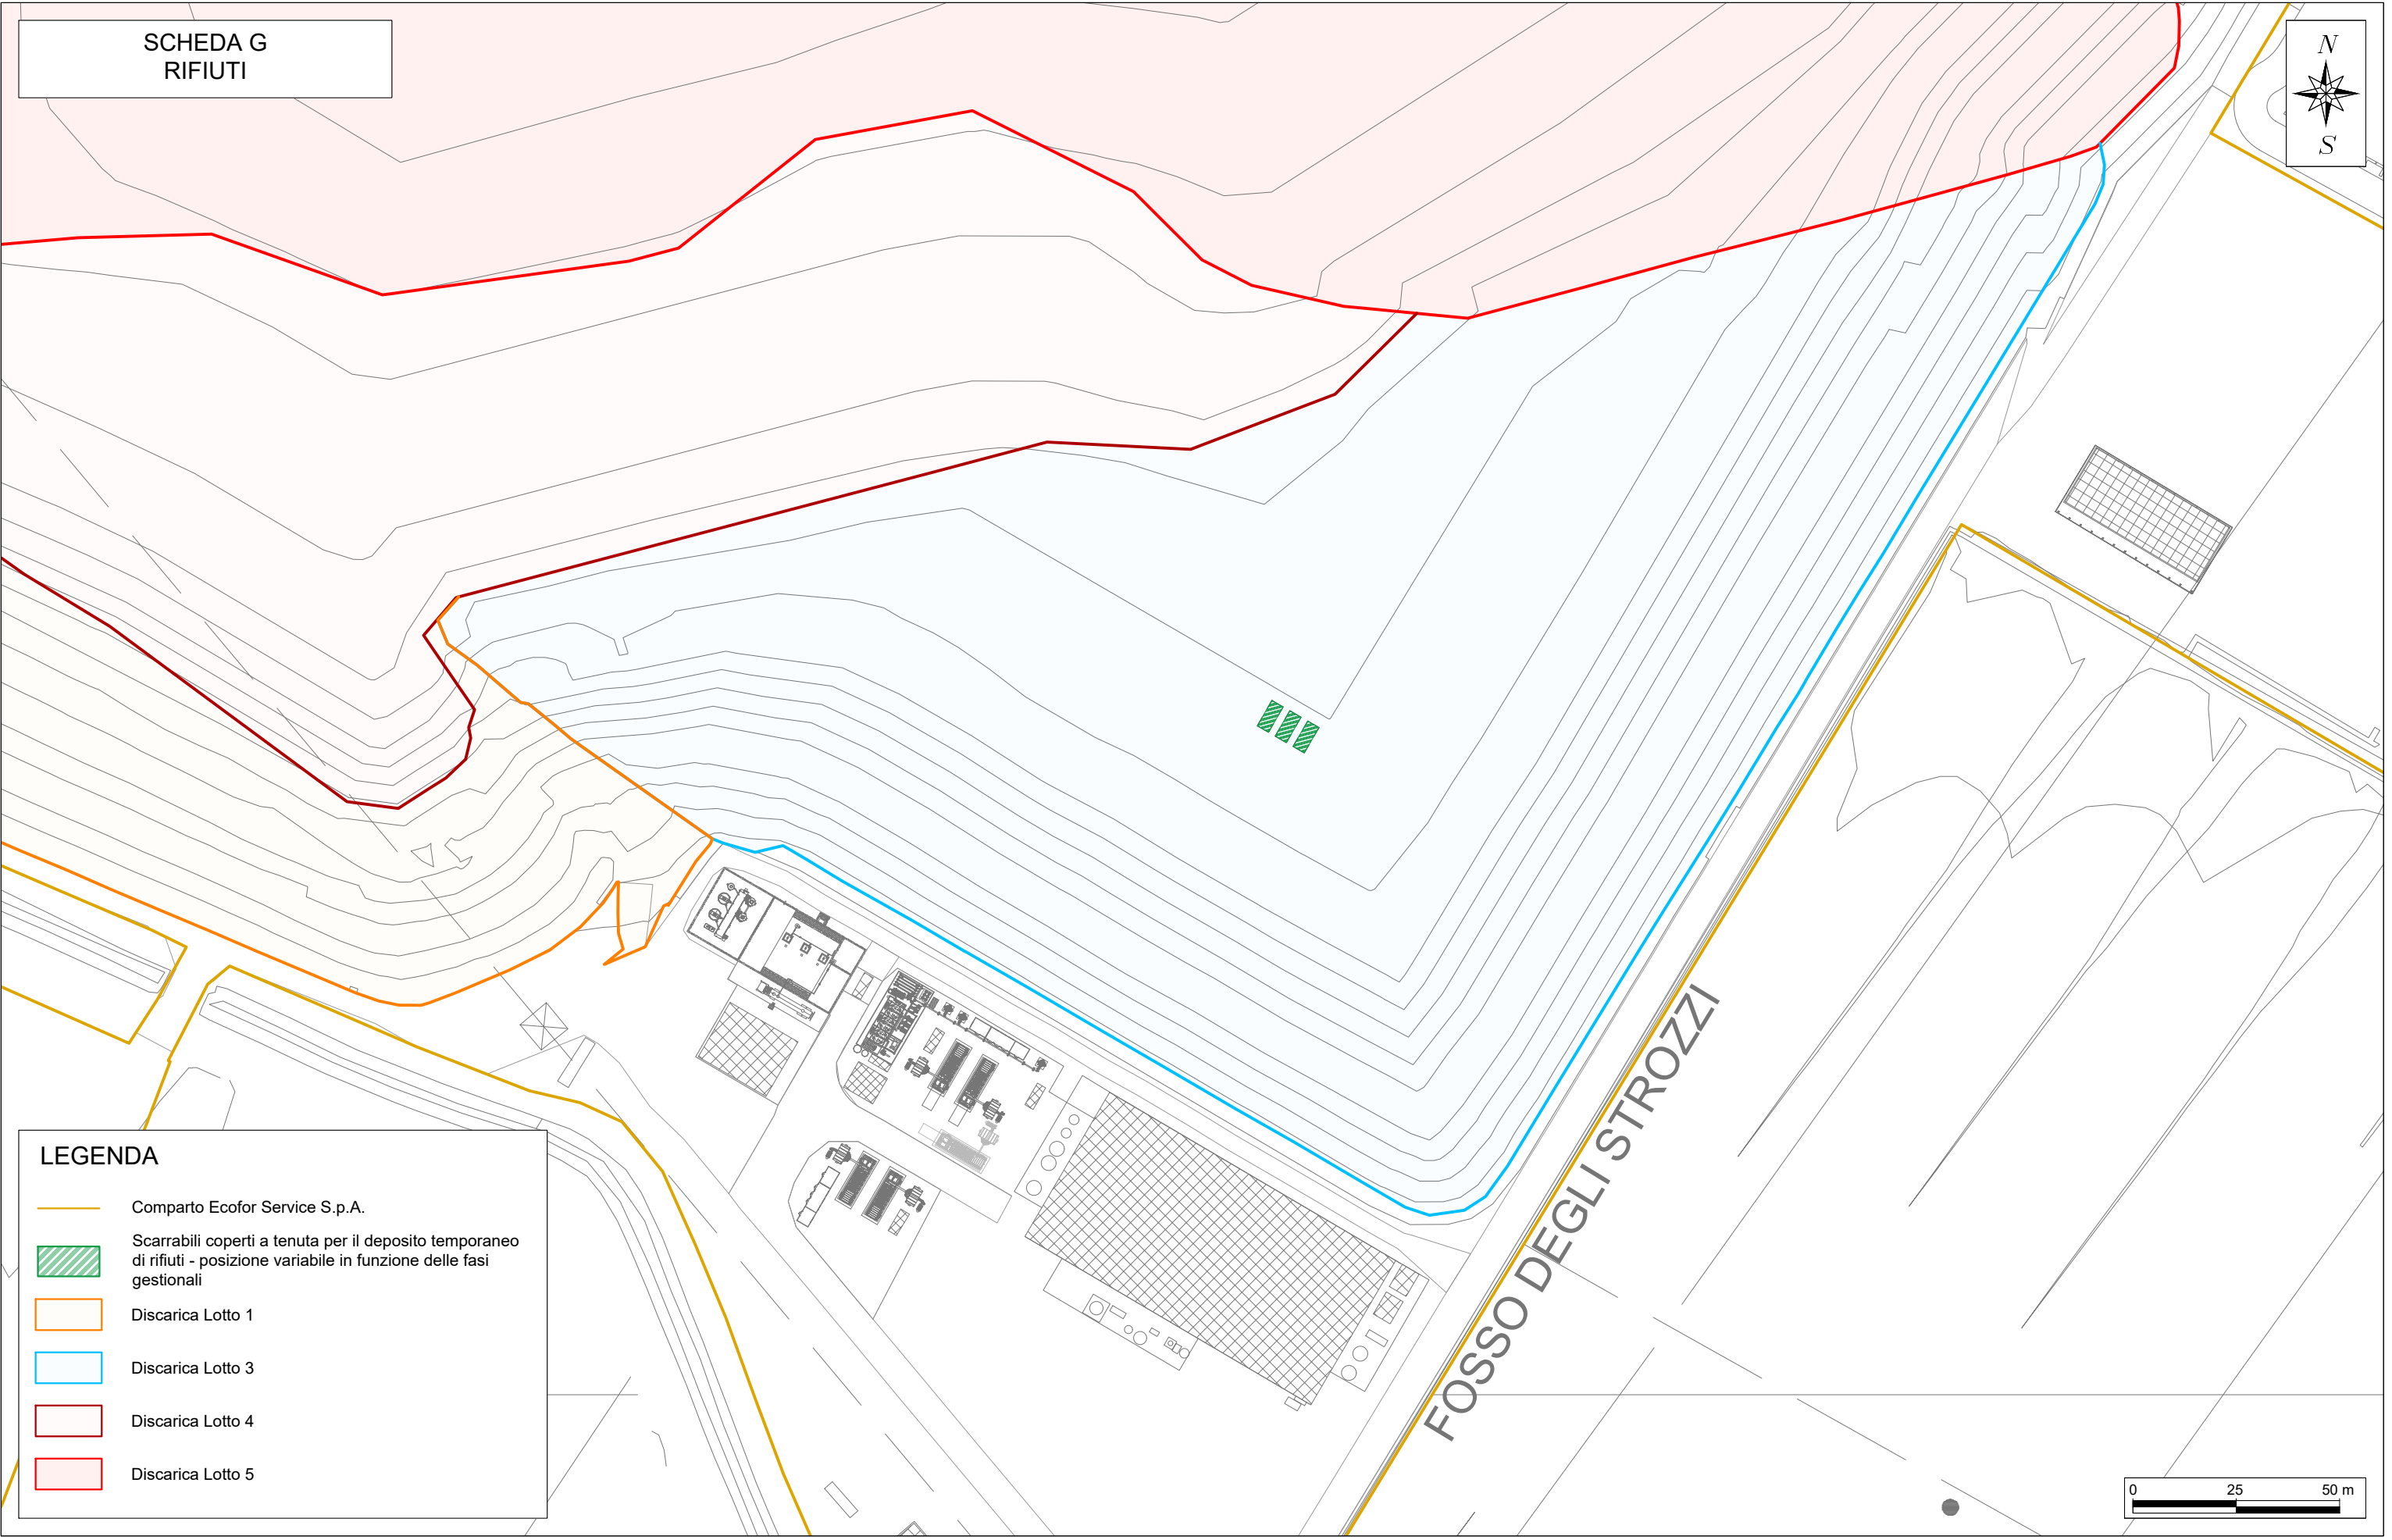 SCHEDA G
RIFIUTI
N
S
FOSSO DEGLI STROZZI
LEGENDA
Comparto Ecofor Service S.p.A.
Scarrabili coperti a tenuta per il deposito temporaneo
di rifiuti - posizione variabile in funzione delle fasi
gestionali
Discarica Lotto 1
Discarica Lotto 3
Discarica Lotto 4
Discarica Lotto 5
0 25 50 m